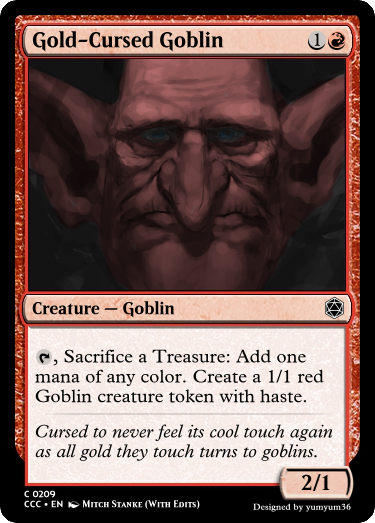 Gold-Cursed Goblin 1
Creature — Goblin
, Sacrifice a Treasure: Add one
mana of any color. Create a 1/1 red
Goblin creature token with haste.
Cursed to never feel its cool touch again
as all gold they touch turns to goblins.
2/1
C 0209
CCC • EN Mitch Stanke (With Edits)
Designed by yumyum36